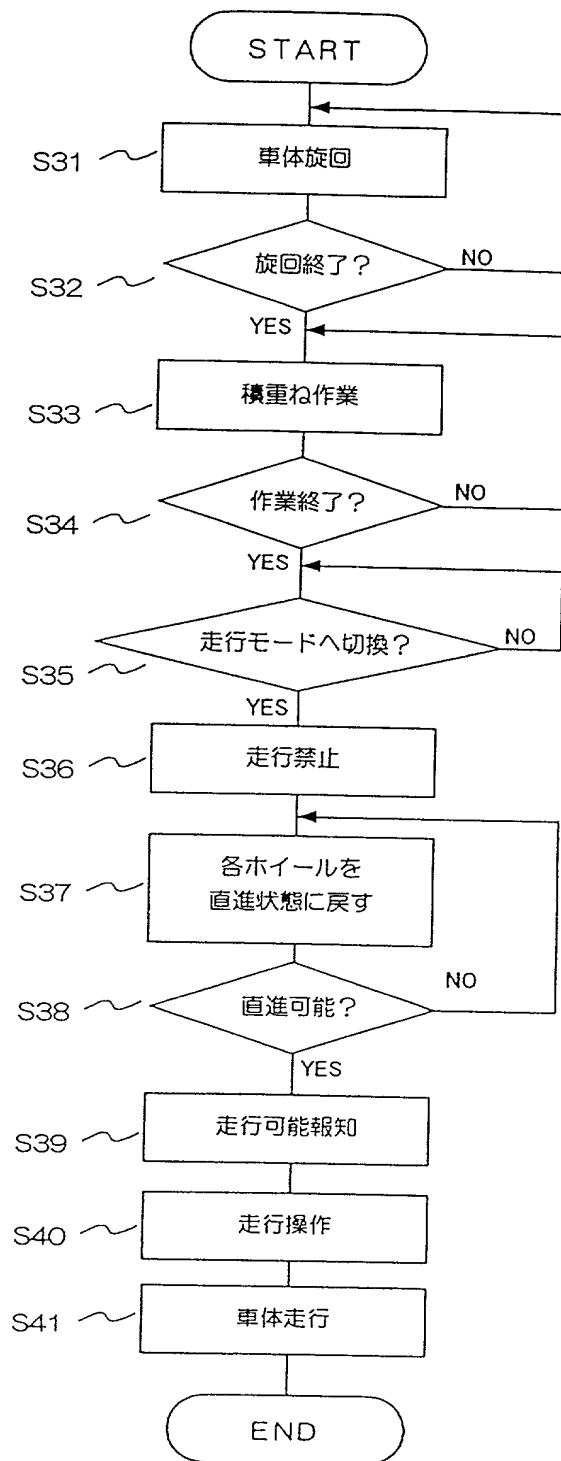 START
S31
車体旋回
S32
旋回終了?
NO
YES
S33
積重ね作業
S34
作業終了?
NO
YES
S35
走行モードへ切換?
NO
YES
S36
走行禁止
S37
各ホイールを
直進状態に戻す
S38
直進可能?
NO
YES
S39
走行可能報知
S40
走行操作
S41
車体走行
END